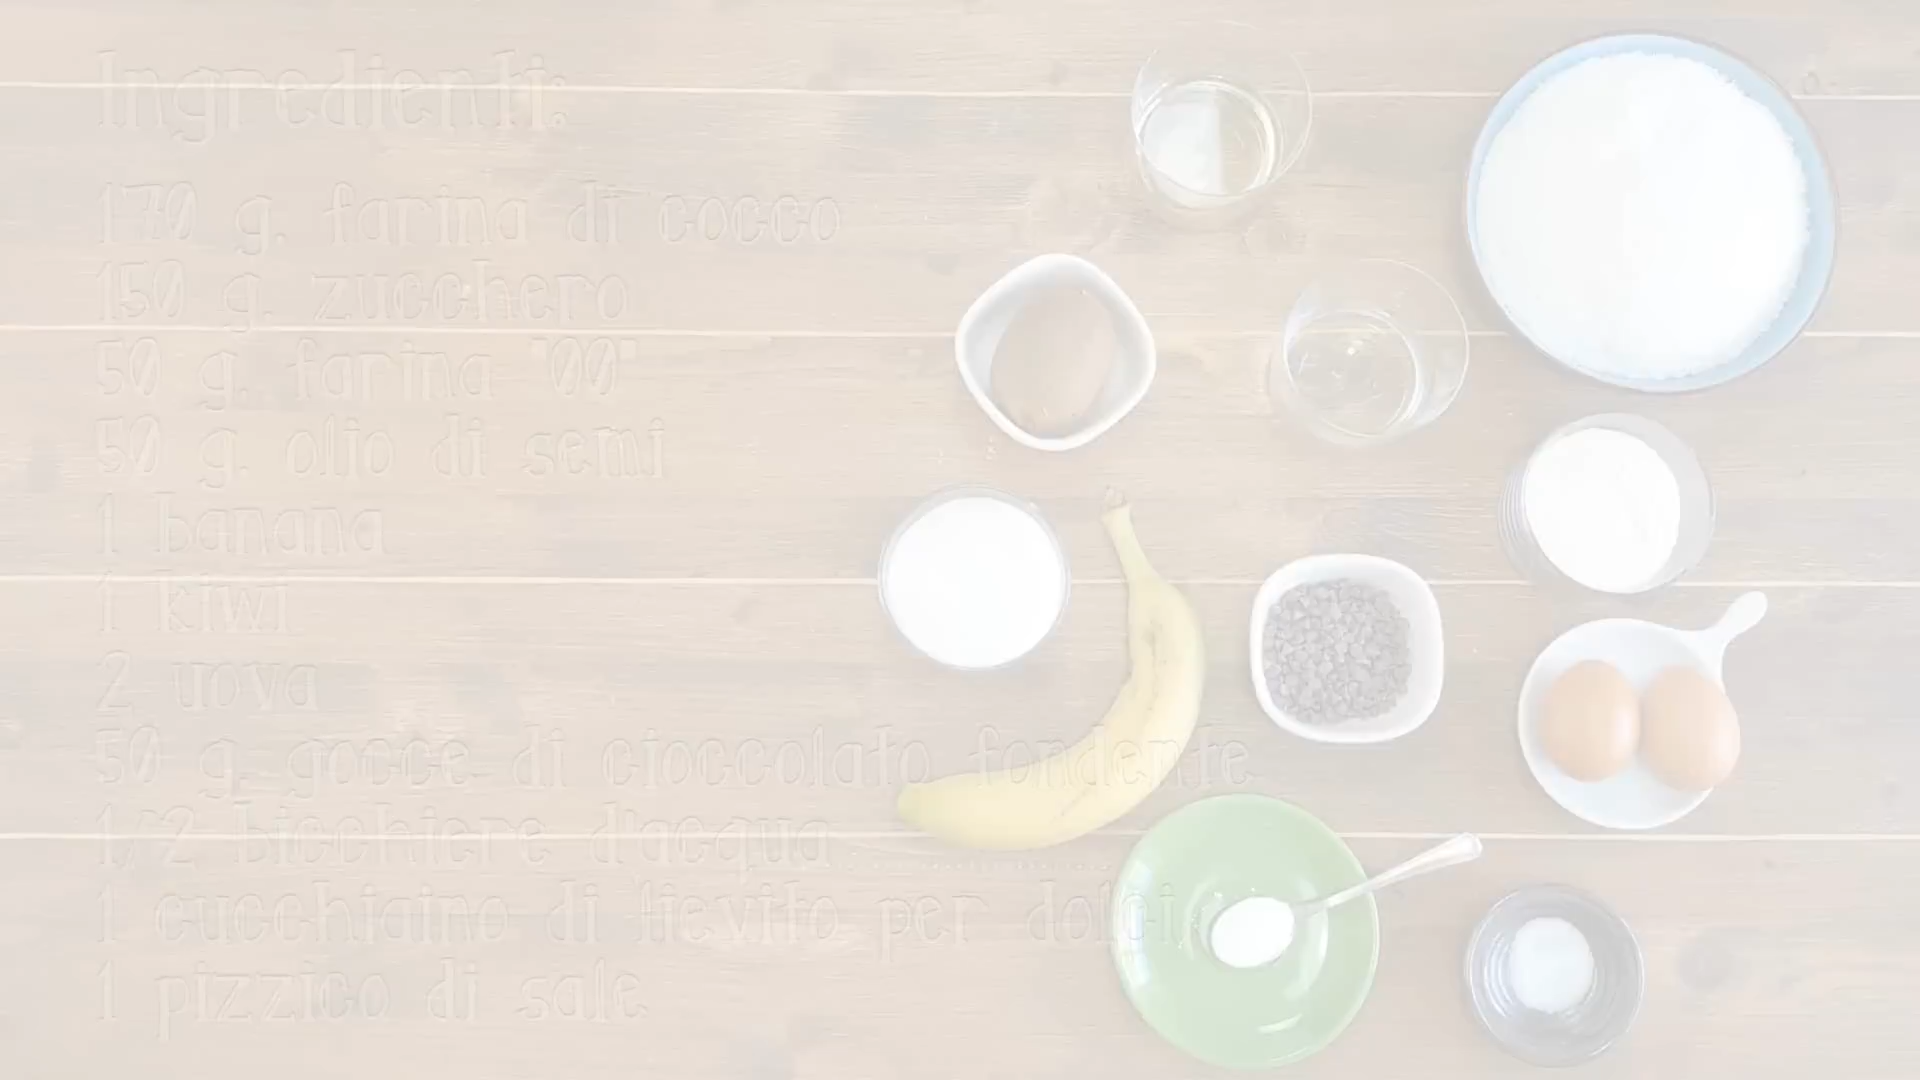 Ingredienti:
170 g. farina di cocco
150 g. zucchero
50 g. farina "00"
50 g. olio di semi
1 banana
1 kiwi
2 uova
50 g. gocce di cioccolato fondente
1/2 bicchiere d'acqua
1 cucchiaino di lievito per dolci
1 pizzico di sale